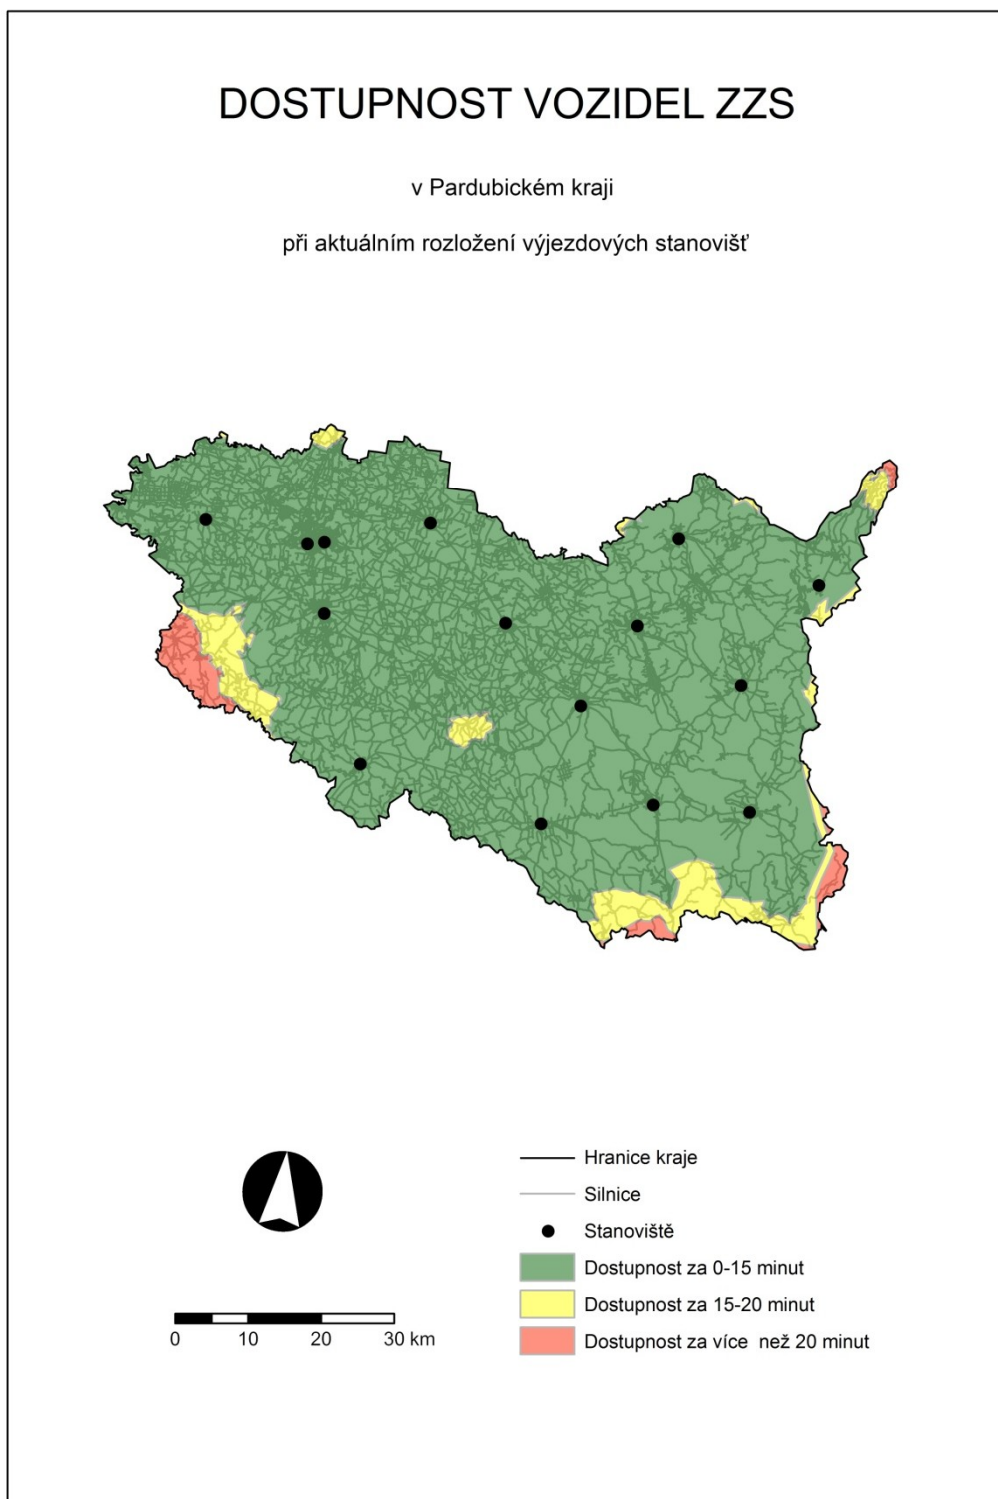 DOSTUPNOST VOZIDEL ZZS
v Pardubickém kraji
při aktuálním rozložení výjezdových stanovišť
Hranice kraje
Silnice
Stanoviště
Dostupnost za 0-15 minut
Dostupnost za 15-20 minut
Dostupnost za více než 20 minut
0 10 20 30 km